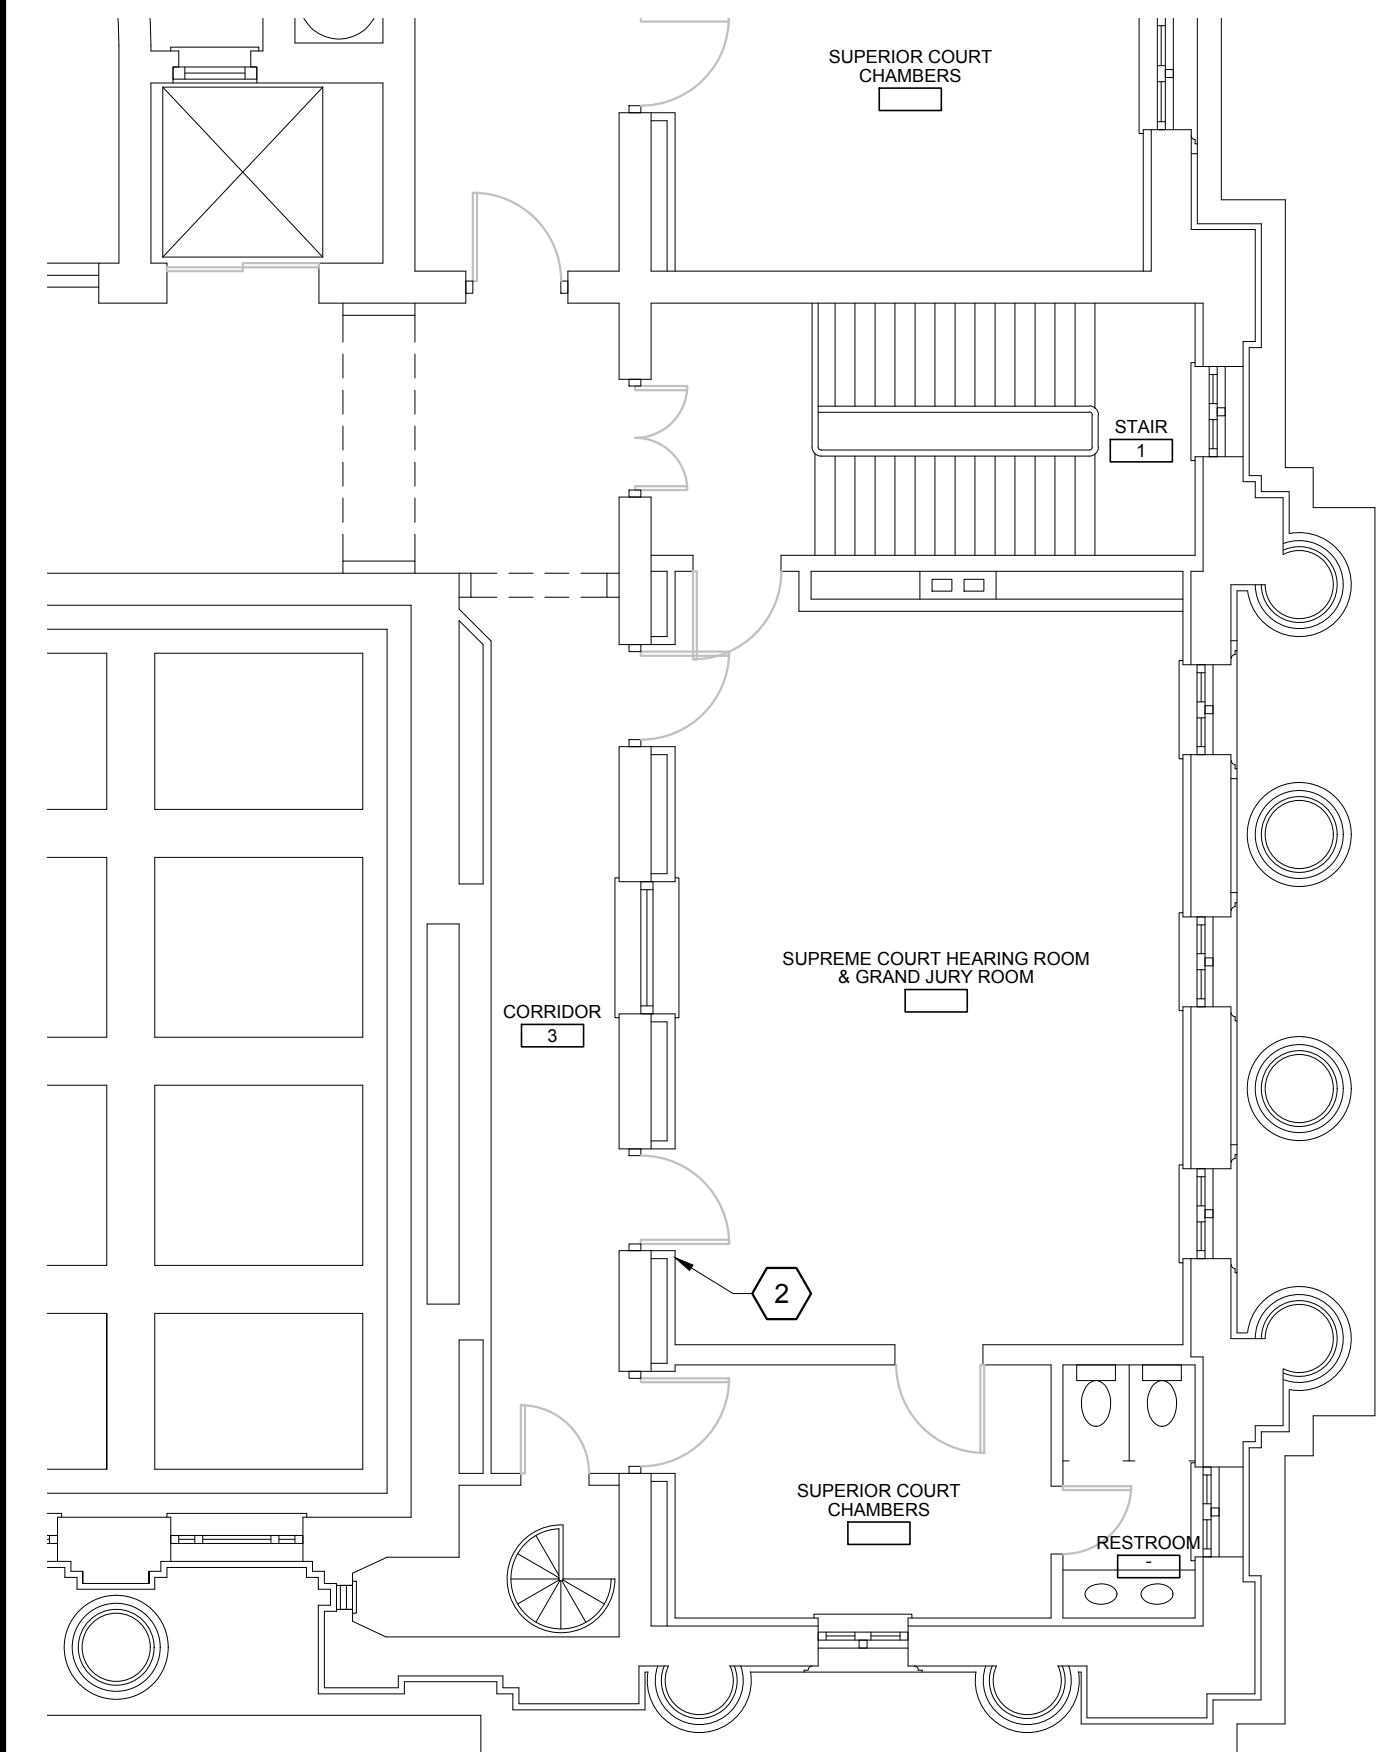 SUPERIOR COURT
CHAMBERS
STAIR
1
SUPREME COURT HEARING ROOM
& GRAND JURY ROOM
CORRIDOR
3
2
SUPERIOR COURT
CHAMBERS
RESTROOM
-